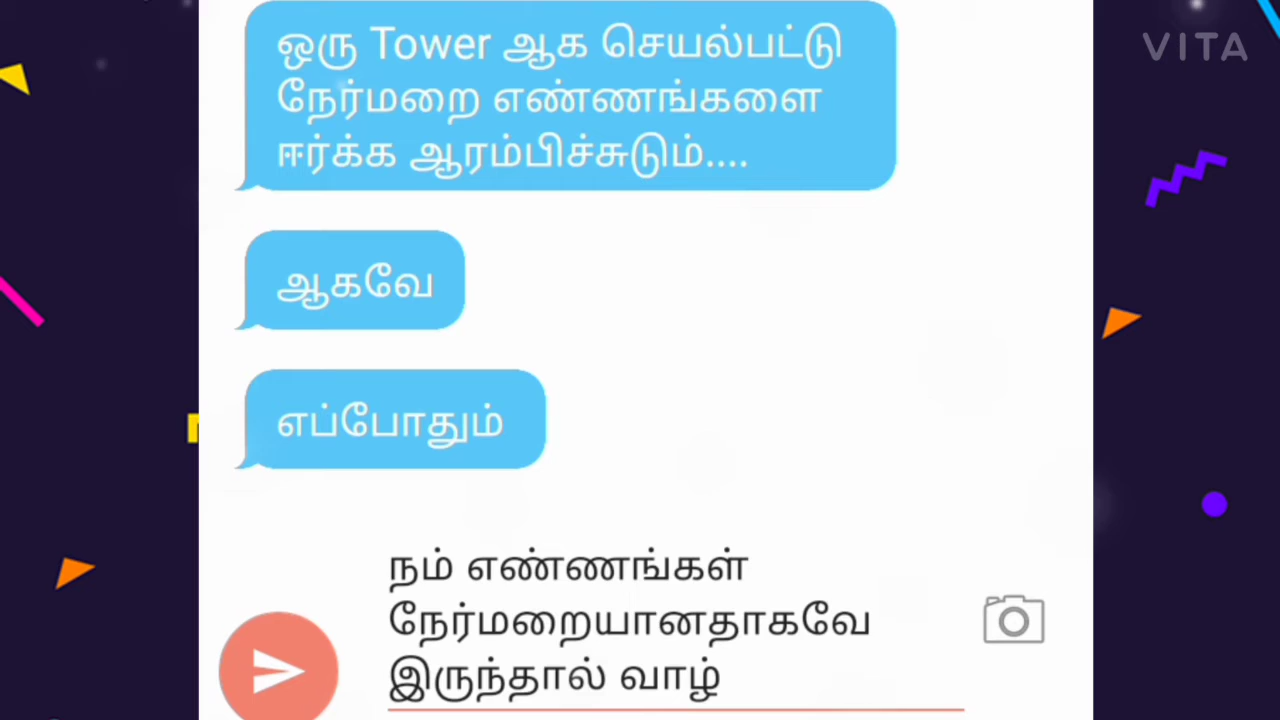 ஒரு Tower ஆக செயல்பட்டு
நேர்மறை எண்ணங்களை
ஈர்க்க ஆரம்பிச்சுடும்....
ஆகவே
எப்போதும்
நம் எண்ணங்கள்
நேர்மறையானதாகவே
இருந்தால் வாழ்
VITA